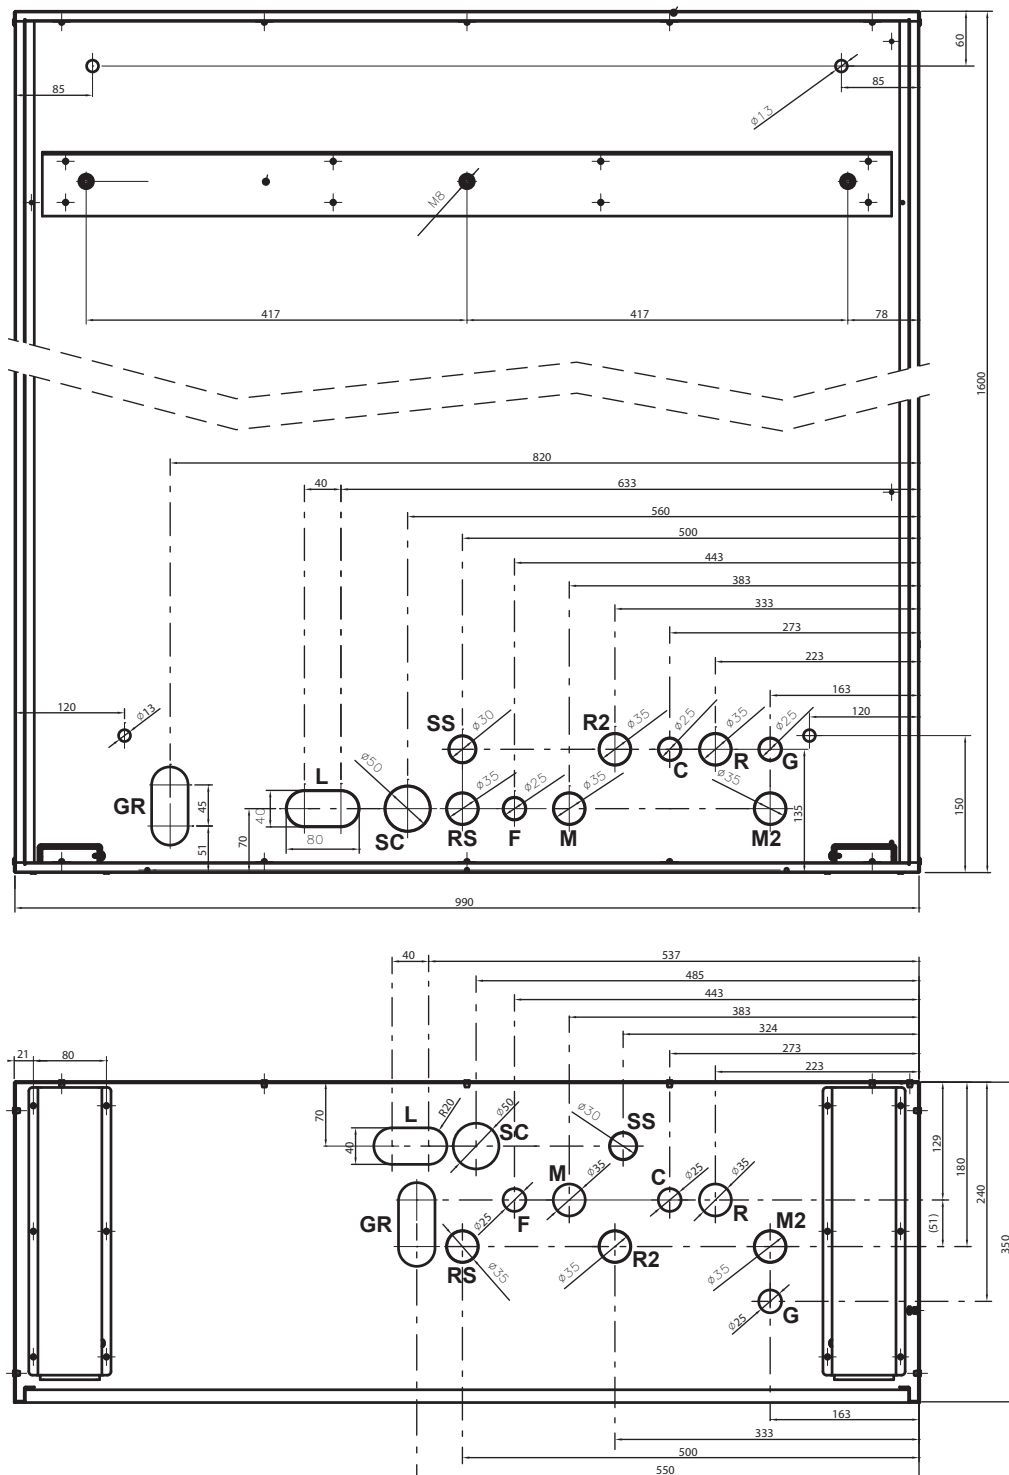 60
85
85
ø13
M8
417
417
78
1600
820
40
633
560
500
443
383
333
273
223
163
120
ø13
120
SS
ø30
R2
ø35
ø25
ø35
ø25
C
R
G
ø50
L
GR
45
40
ø35
ø25
ø35
ø35
135
150
51
70
80
SC
RS
F
M
M2
990
40
537
485
443
383
324
273
223
21
80
70
L
R20
ø50
SC
ø30
SS
129
40
M
ø35
C
ø25
ø35
180
240
GR
ø25
F
R
M2
(51)
350
RS
ø35
ø35
R2
ø35
ø25
G
163
333
500
550